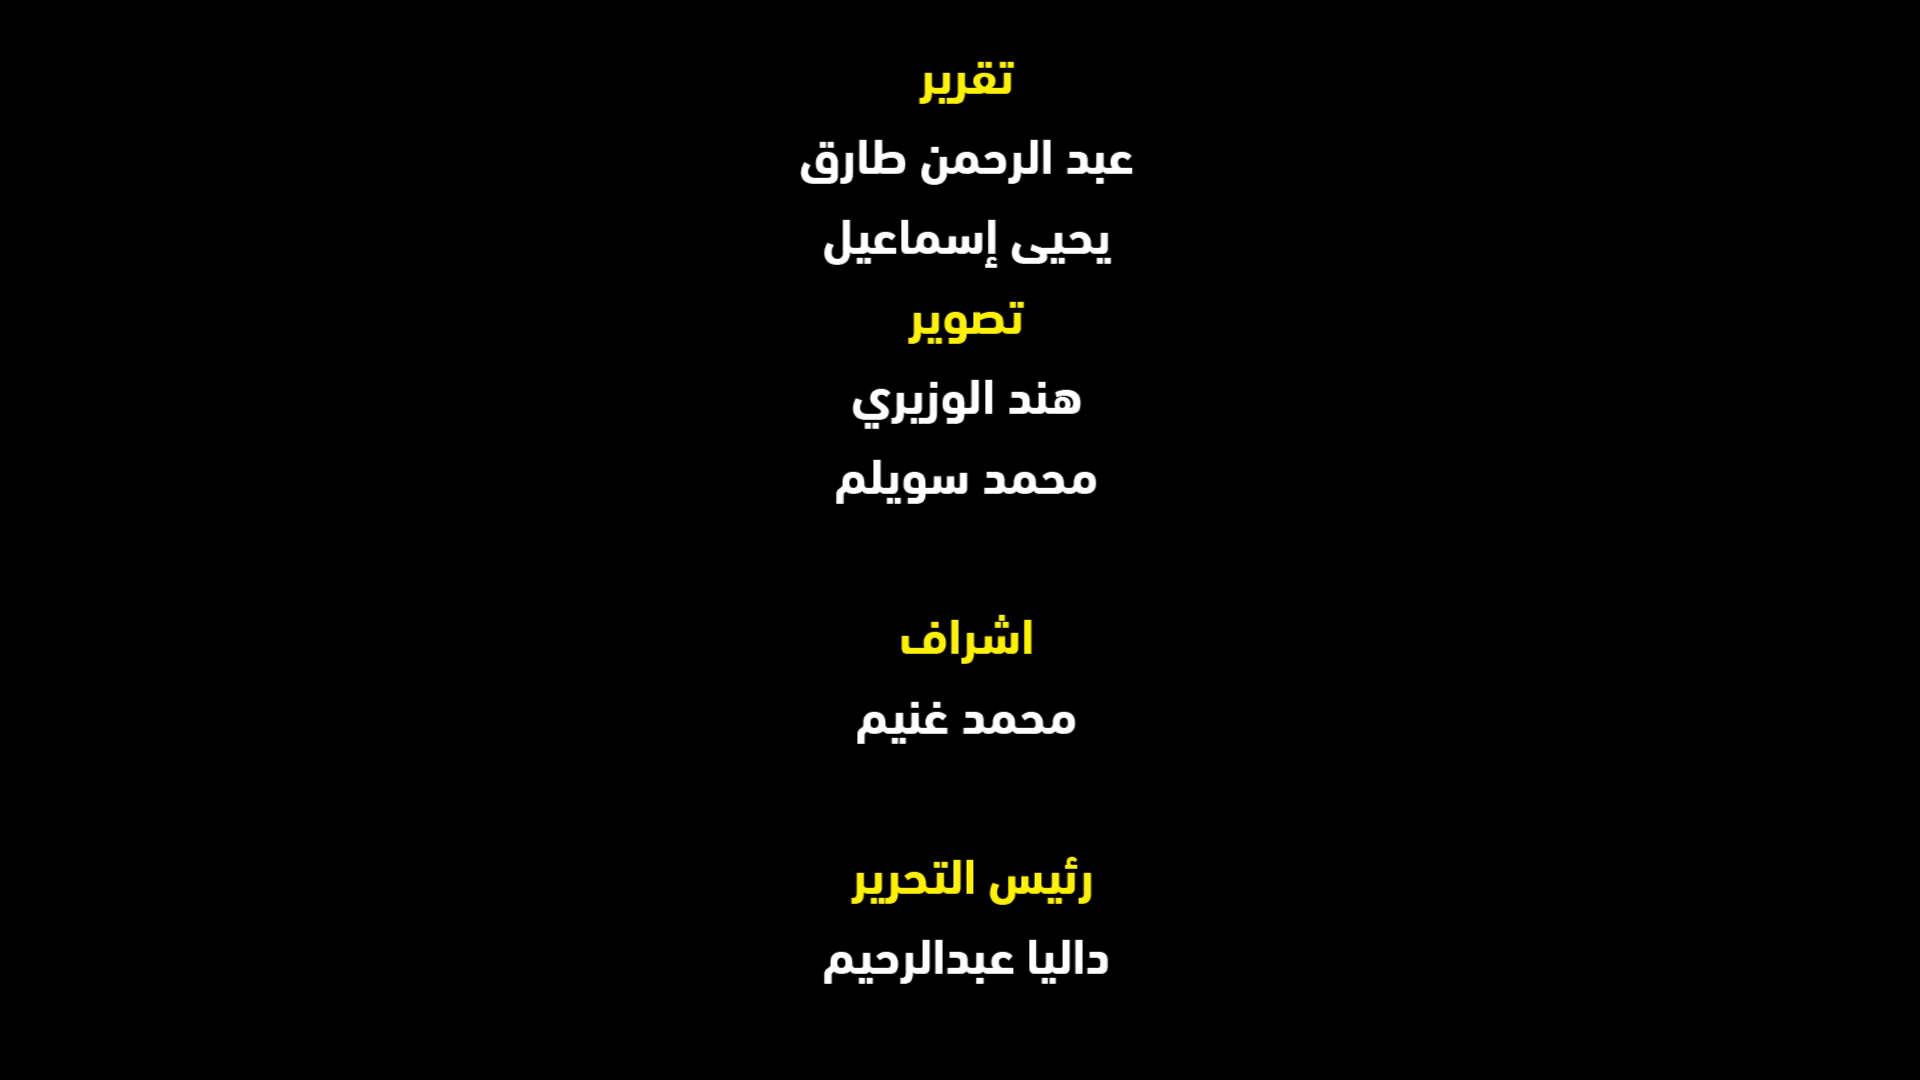 تقرير
عبد الرحمن طارق
يحيى إسماعيل
تصوير
هند الوزيري
محمد سويلم
اشراف
محمد غنيم
رئيس التحرير
داليا عبدالرحيم